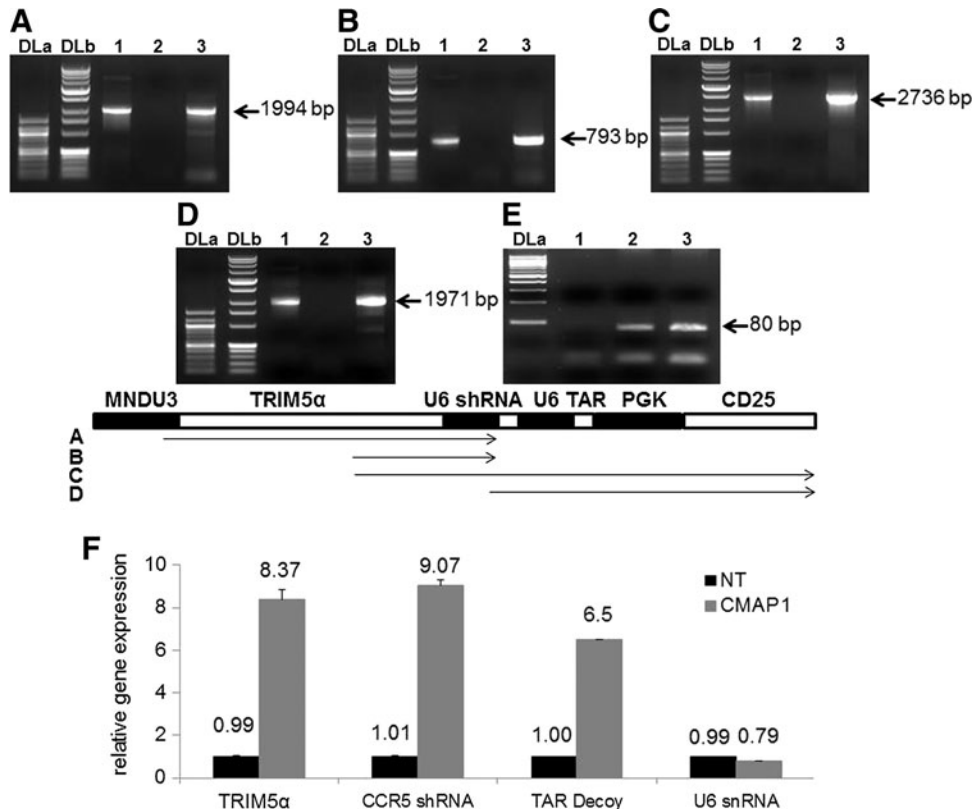 A
DLa DLb 1 2 3
1994 bp
B
DLa DLb 1 2 3
793 bp
C
DLa DLb 1 2 3
2736 bp
D
DLa DLb 1 2 3
1971 bp
E
DLa 1 2 3
80 bp
MNDU3 TRIM5α U6 shRNA U6 TAR PGK CD25
A
B
C
D
F
relative gene expression
10
8
6
4
2
0
0.99 8.37
1.01 9.07
1.00 6.5
0.99 0.79
NT
CMAP1
TRIM5α CCR5 shRNA TAR Decoy U6 snRNA